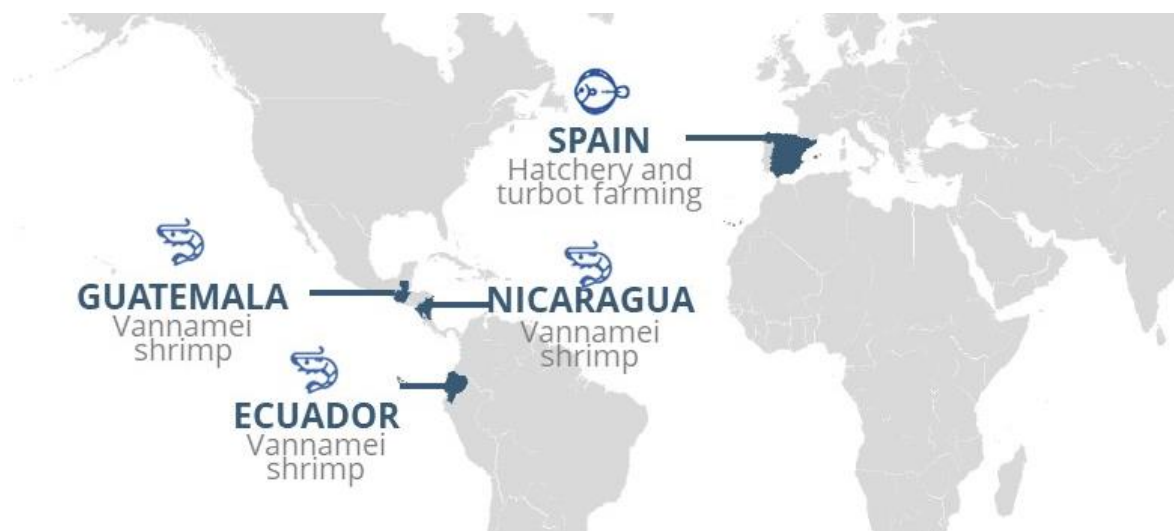 SPAIN
Hatchery and
turbot farming
GUATEMALA
Vannamei
shrimp
NICARAGUA
Vannamei
shrimp
ECUADOR
Vannamei
shrimp